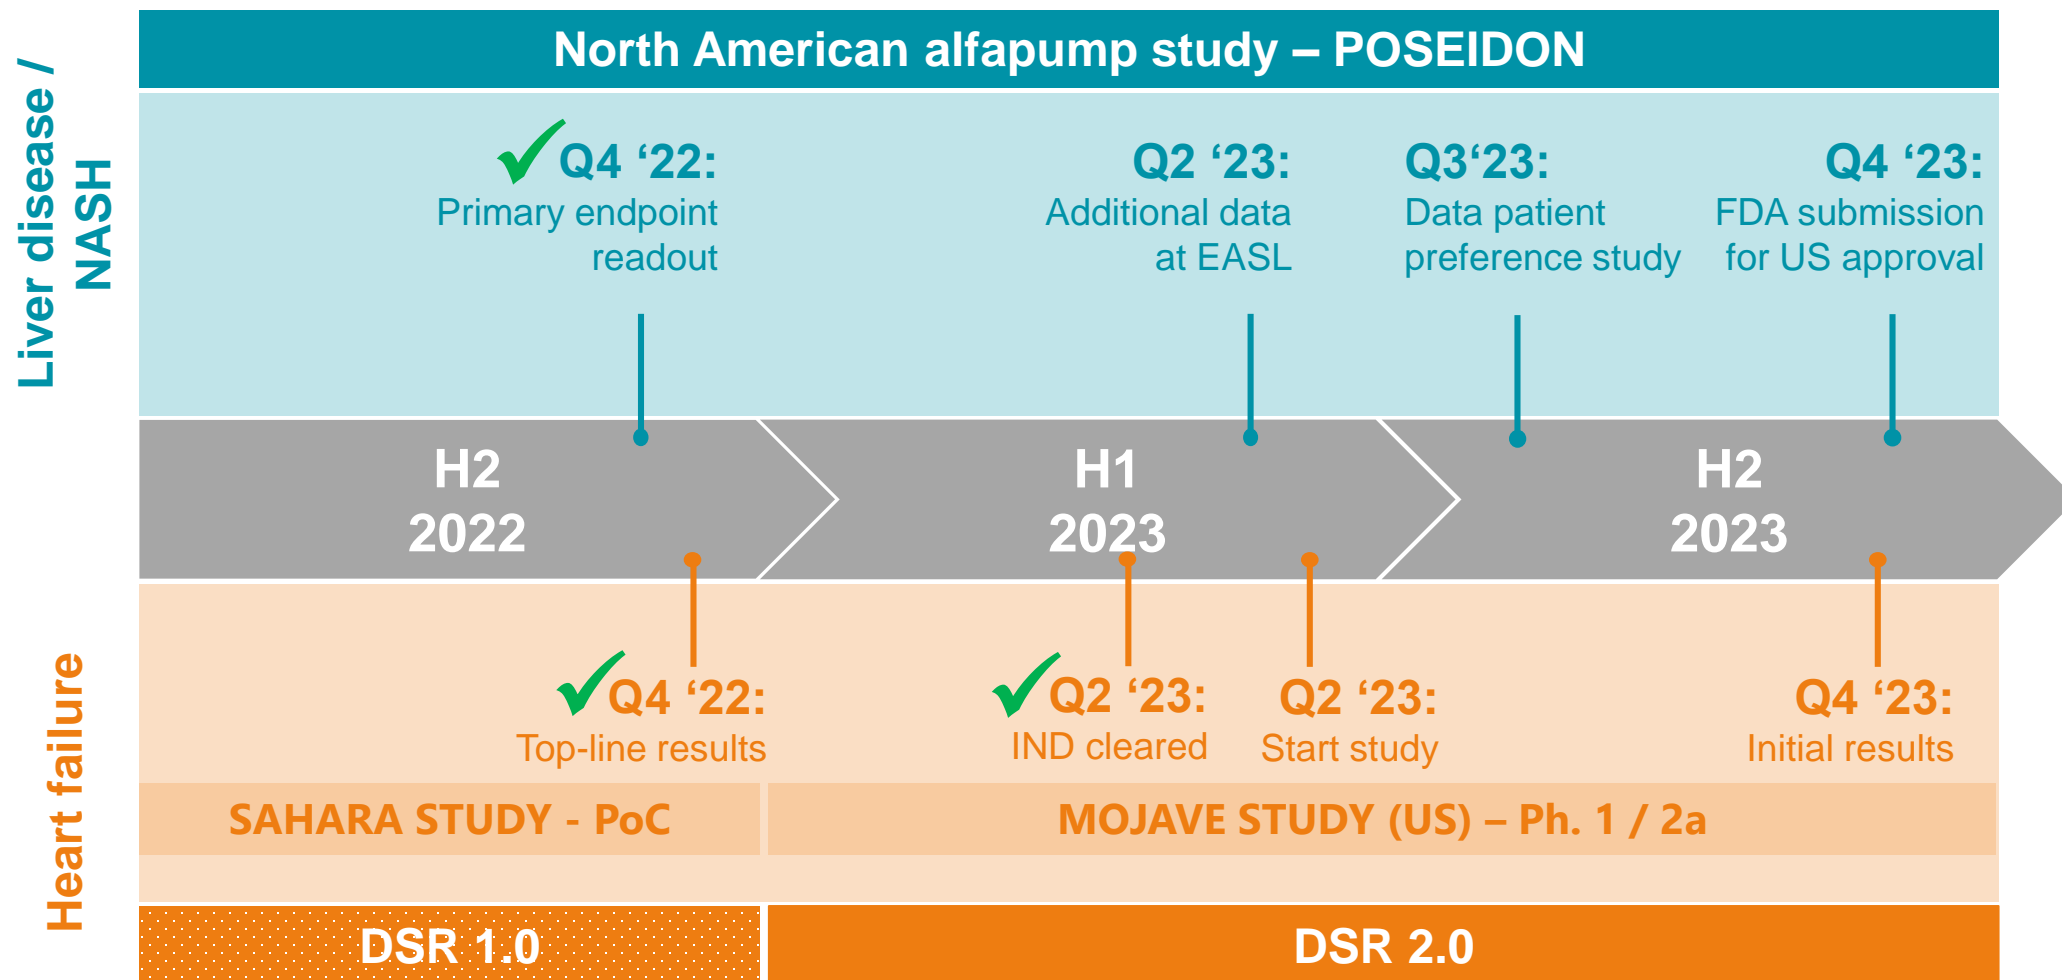 North American alfapump study – POSEIDON
Liver disease /
NASH
Q4 ‘22:
Primary endpoint
readout
Q2 ‘23:
Additional data
at EASL
Q3‘23:
Data patient
preference study
Q4 ‘23:
FDA submission
for US approval
H2
2022
H1
2023
H2
2023
Heart failure
Q4 ‘22:
Top-line results
Q2 ‘23:
IND cleared
Q2 ‘23:
Start study
Q4 ‘23:
Initial results
SAHARA STUDY - PoC
MOJAVE STUDY (US) – Ph. 1 / 2a
DSR 1.0
DSR 2.0